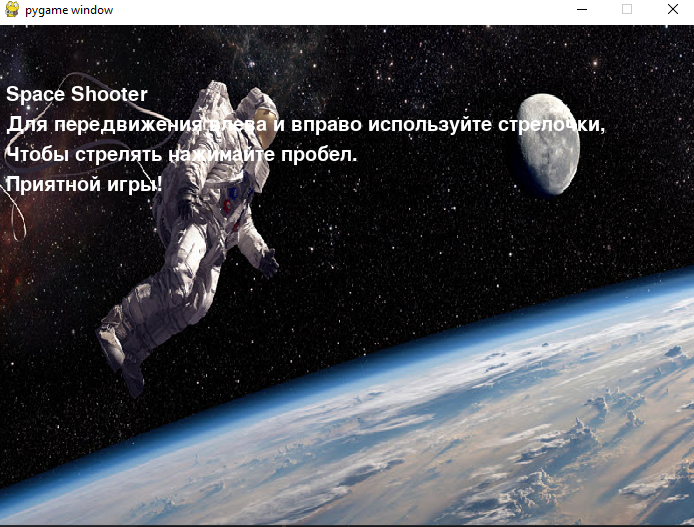 pygame window
Space Shooter
Для передвижения влево и вправо используйте стрелочки,
Чтобы стрелять нажимайте пробел.
Приятной игры!